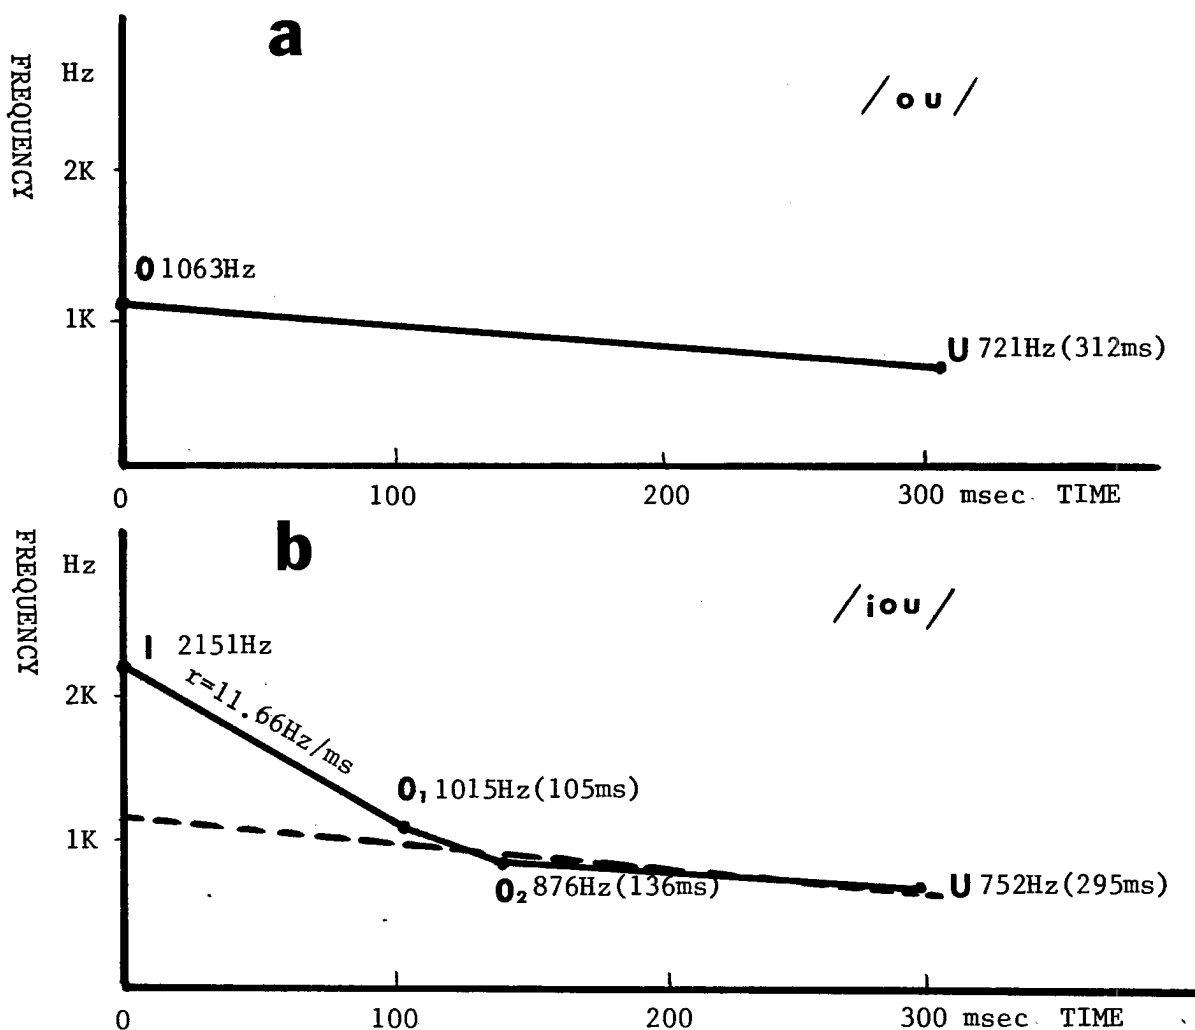 a
FREQUENCY
Hz
/ou/
2K
O 1063Hz
1K
U 721Hz(312ms)
0 100 200 300 msec TIME
b
FREQUENCY
Hz
/iou/
I 2151Hz
r=11.66Hz/ms
2K
O₁ 1015Hz(105ms)
1K
O₂ 876Hz(136ms)
U 752Hz(295ms)
0 100 200 300 msec TIME